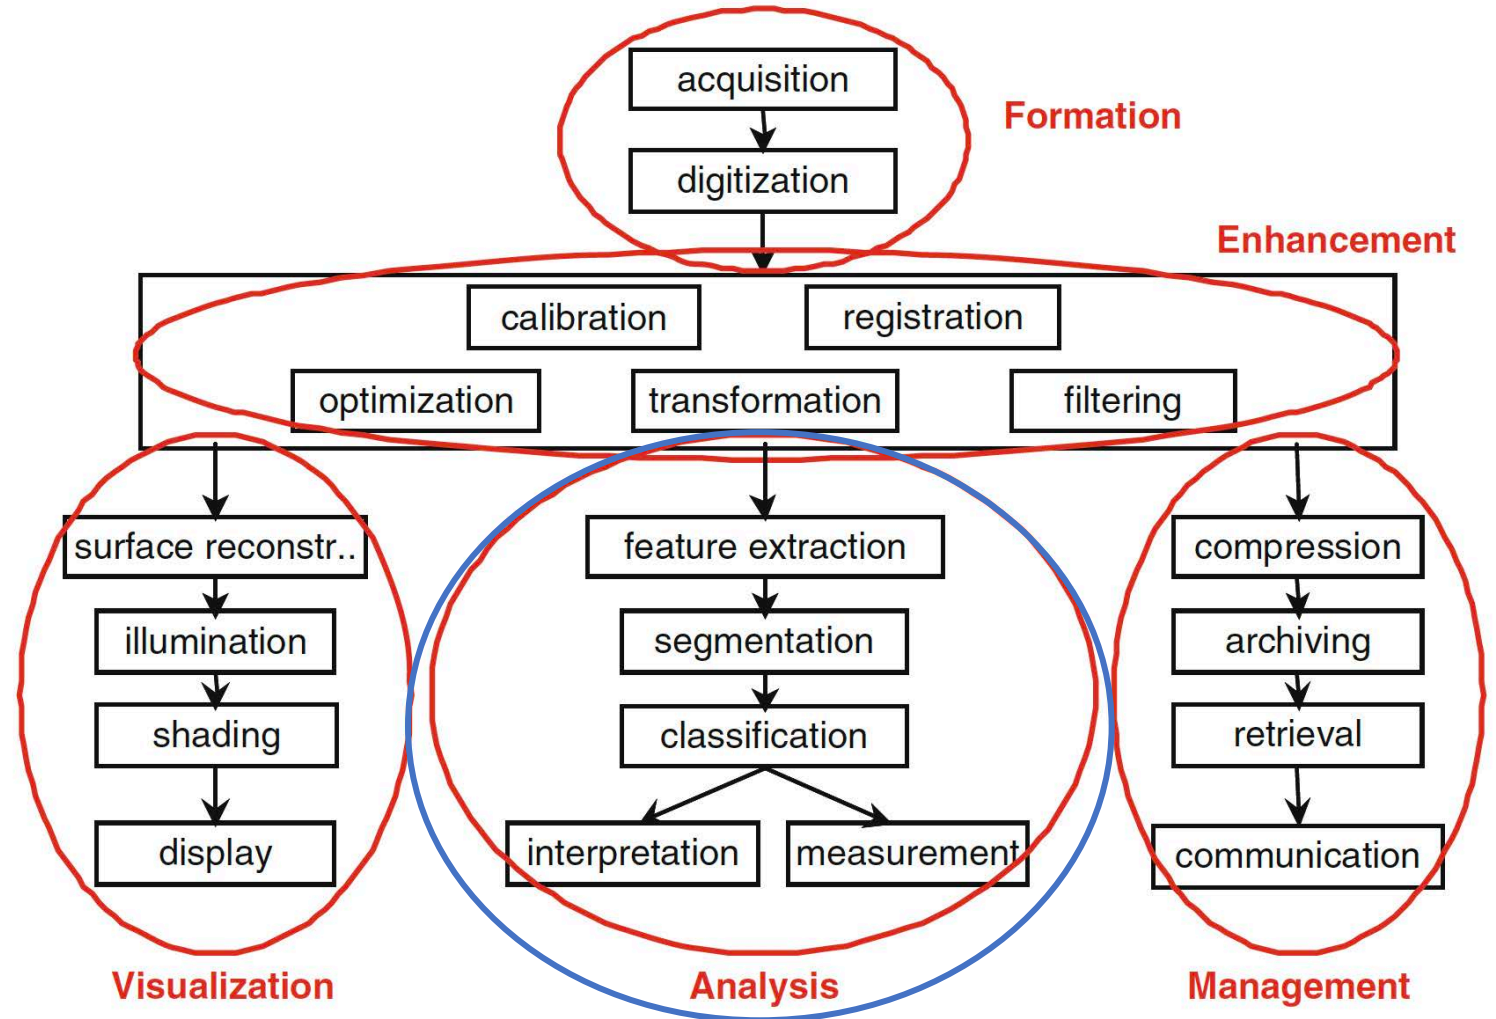 acquisition
Formation
digitization
Enhancement
calibration registration
optimization transformation filtering
surface reconstr.. feature extraction compression
illumination segmentation archiving
shading classification retrieval
display interpretation measurement communication
Visualization Analysis Management